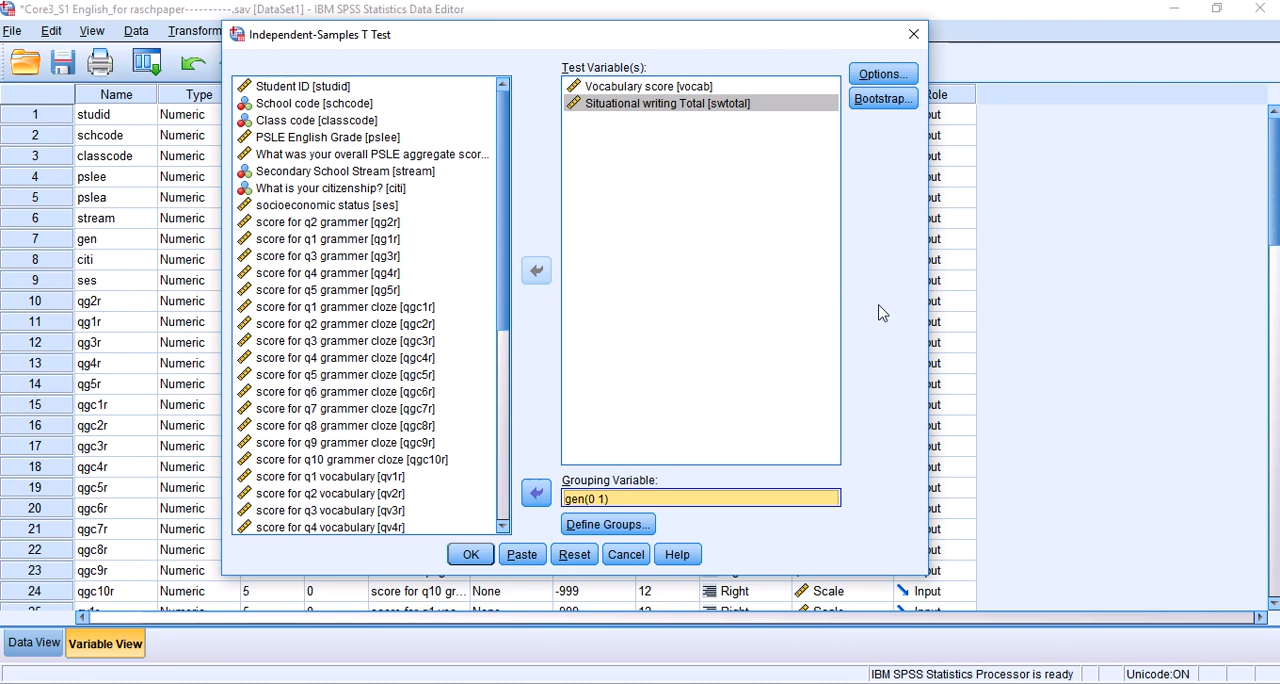 *Core3_S1 English_for raschpaper----------.sav [DataSet1] - IBM SPSS Statistics Data Editor
File Edit View Data Transform
Independent-Samples T Test
Name Type Role
1 studid Numeric
2 schcode Numeric
3 classcode Numeric
4 pslee Numeric
5 pslea Numeric
6 stream Numeric
7 gen Numeric
8 citi Numeric
9 ses Numeric
10 qg2r Numeric
11 qg1r Numeric
12 qg3r Numeric
13 qg4r Numeric
14 qg5r Numeric
15 qgc1r Numeric
16 qgc2r Numeric
17 qgc3r Numeric
18 qgc4r Numeric
19 qgc5r Numeric
20 qgc6r Numeric
21 qgc7r Numeric
22 qgc8r Numeric
23 qgc9r Numeric
24 qgc10r Numeric 5 0 score for q10 gr... None -999 12 Right Scale Input
Student ID [studid]
School code [schcode]
Class code [classcode]
PSLE English Grade [pslee]
What was your overall PSLE aggregate scor...
Secondary School Stream [stream]
What is your citizenship? [citi]
socioeconomic status [ses]
score for q2 grammer [qg2r]
score for q1 grammer [qg1r]
score for q3 grammer [qg3r]
score for q4 grammer [qg4r]
score for q5 grammer [qg5r]
score for q1 grammer cloze [qgc1r]
score for q2 grammer cloze [qgc2r]
score for q3 grammer cloze [qgc3r]
score for q4 grammer cloze [qgc4r]
score for q5 grammer cloze [qgc5r]
score for q6 grammer cloze [qgc6r]
score for q7 grammer cloze [qgc7r]
score for q8 grammer cloze [qgc8r]
score for q9 grammer cloze [qgc9r]
score for q10 grammer cloze [qgc10r]
score for q1 vocabulary [qv1r]
score for q2 vocabulary [qv2r]
score for q3 vocabulary [qv3r]
score for q4 vocabulary [qv4r]
Test Variable(s):
Vocabulary score [vocab]
Situational writing Total [swtotal]
Options...
Bootstrap...
Grouping Variable:
gen(0 1)
Define Groups...
OK Paste Reset Cancel Help
Data View Variable View
IBM SPSS Statistics Processor is ready Unicode:ON